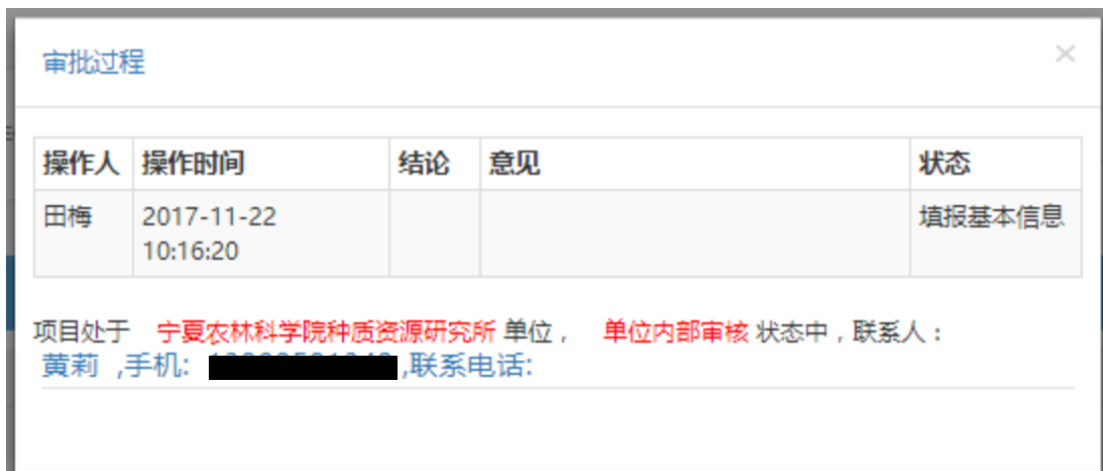 审批过程
×
操作人 操作时间 结论 意见 状态
田梅 2017-11-22 填报基本信息
10:16:20
项目处于 宁夏农林科学院种质资源研究所 单位， 单位内部审核 状态中，联系人：
黄莉 ,手机: ,联系电话: